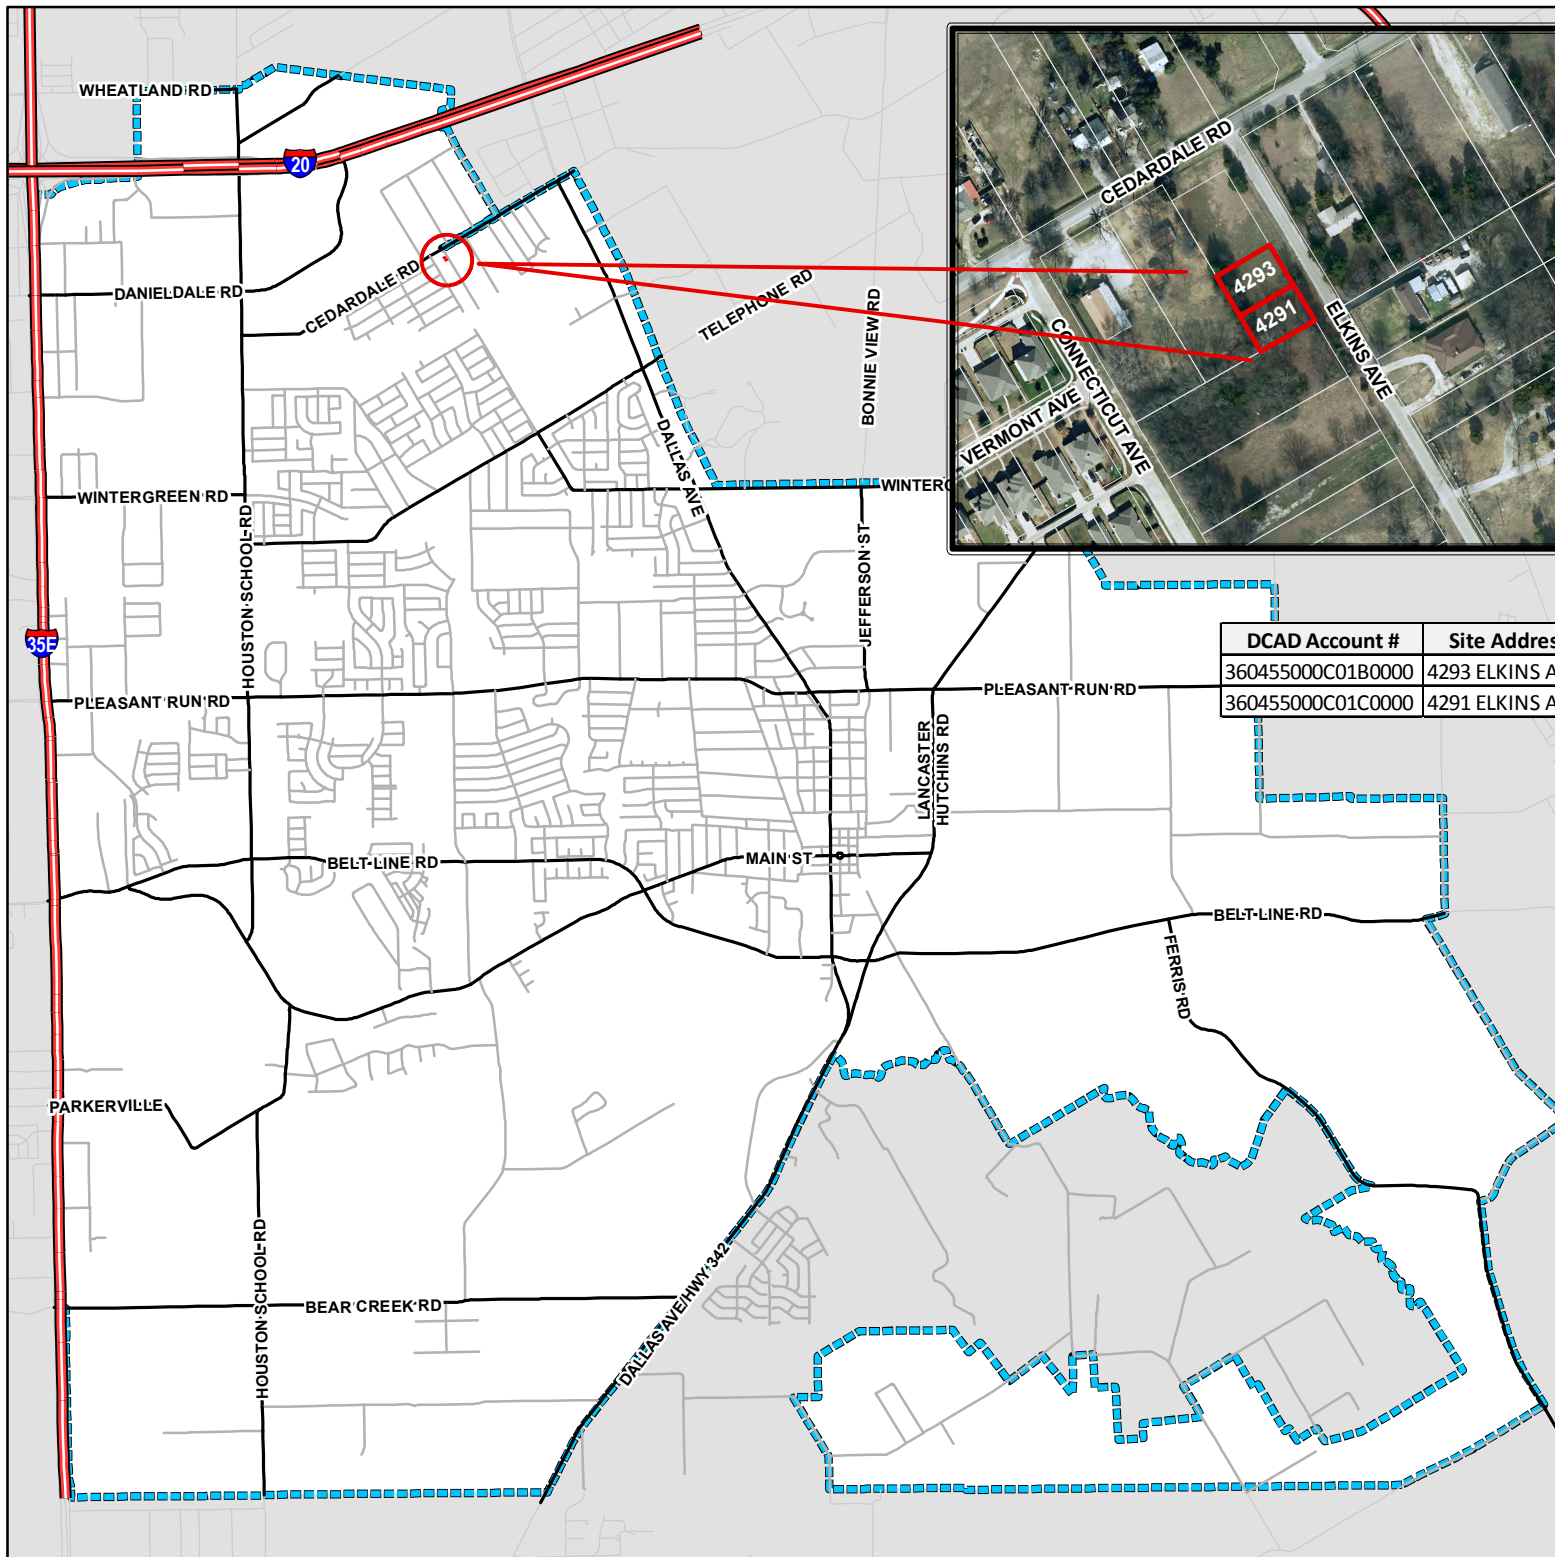 WHEATLAND RD
20
CEDARDALE RD
4293
4291
ELKINS AVE
CONNECTICUT AVE
VERMONT AVE
DANIELDALE RD
CEDARDALE RD
TELEPHONE RD
BONNIE VIEW RD
DALLAS AVE
WINTERGREEN RD
WINTERG
HOUSTON SCHOOL RD
JEFFERSON ST
35E
DCAD Account # Site Addres
360455000C01B0000 4293 ELKINS A
360455000C01C0000 4291 ELKINS A
PLEASANT RUN RD
PLEASANT RUN RD
LANCASTER
HUTCHINS RD
BELT LINE RD
MAIN ST
BELT LINE RD
FERRIS RD
PARKERVILLE
HOUSTON SCHOOL RD
BEAR CREEK RD
DALLAS AVE/HWY 342